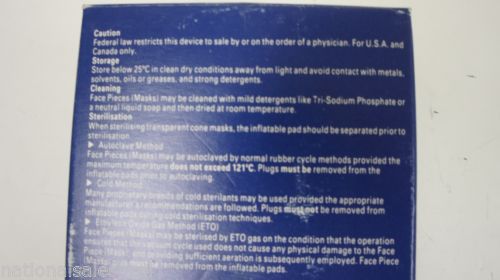 Caution
Federal law restricts this device to sale by or on the order of a physician. For U.S.A. and
Canada only.
Storage
Store below 25°C in clean dry conditions away from light and avoid contact with metals,
solvents, oils or greases, and strong detergents.
Cleaning
Face Pieces (Masks) may be cleaned with mild detergents like Tri-Sodium Phosphate or
a neutral liquid soap and then dried at room temperature.
Sterilisation
When sterilising transparent cone masks, the inflatable pad should be separated prior to
sterilisation.
Autoclave Method
Face Pieces (Masks) may be autoclaved by normal rubber cycle methods provided the
maximum temperature does not exceed 121°C. Plugs must be removed from the
inflatable pads prior to autoclaving.
Cold Method
Many proprietary brands of cold sterilants may be used provided the appropriate
manufacturer's recommendations are followed. Plugs must not be removed from
inflatable pads during cold sterilisation techniques.
Ethylene Oxide Gas Method (ETO)
Face Pieces (Masks) may be sterilised by ETO gas on the condition that the operation
ensures that the vacuum cycle used does not cause any physical damage to the Face
Piece (Mask) and providing sufficient aeration is subsequently employed. Face Piece
(Masks) Plugs must be removed from the inflatable pads.
nationalsales